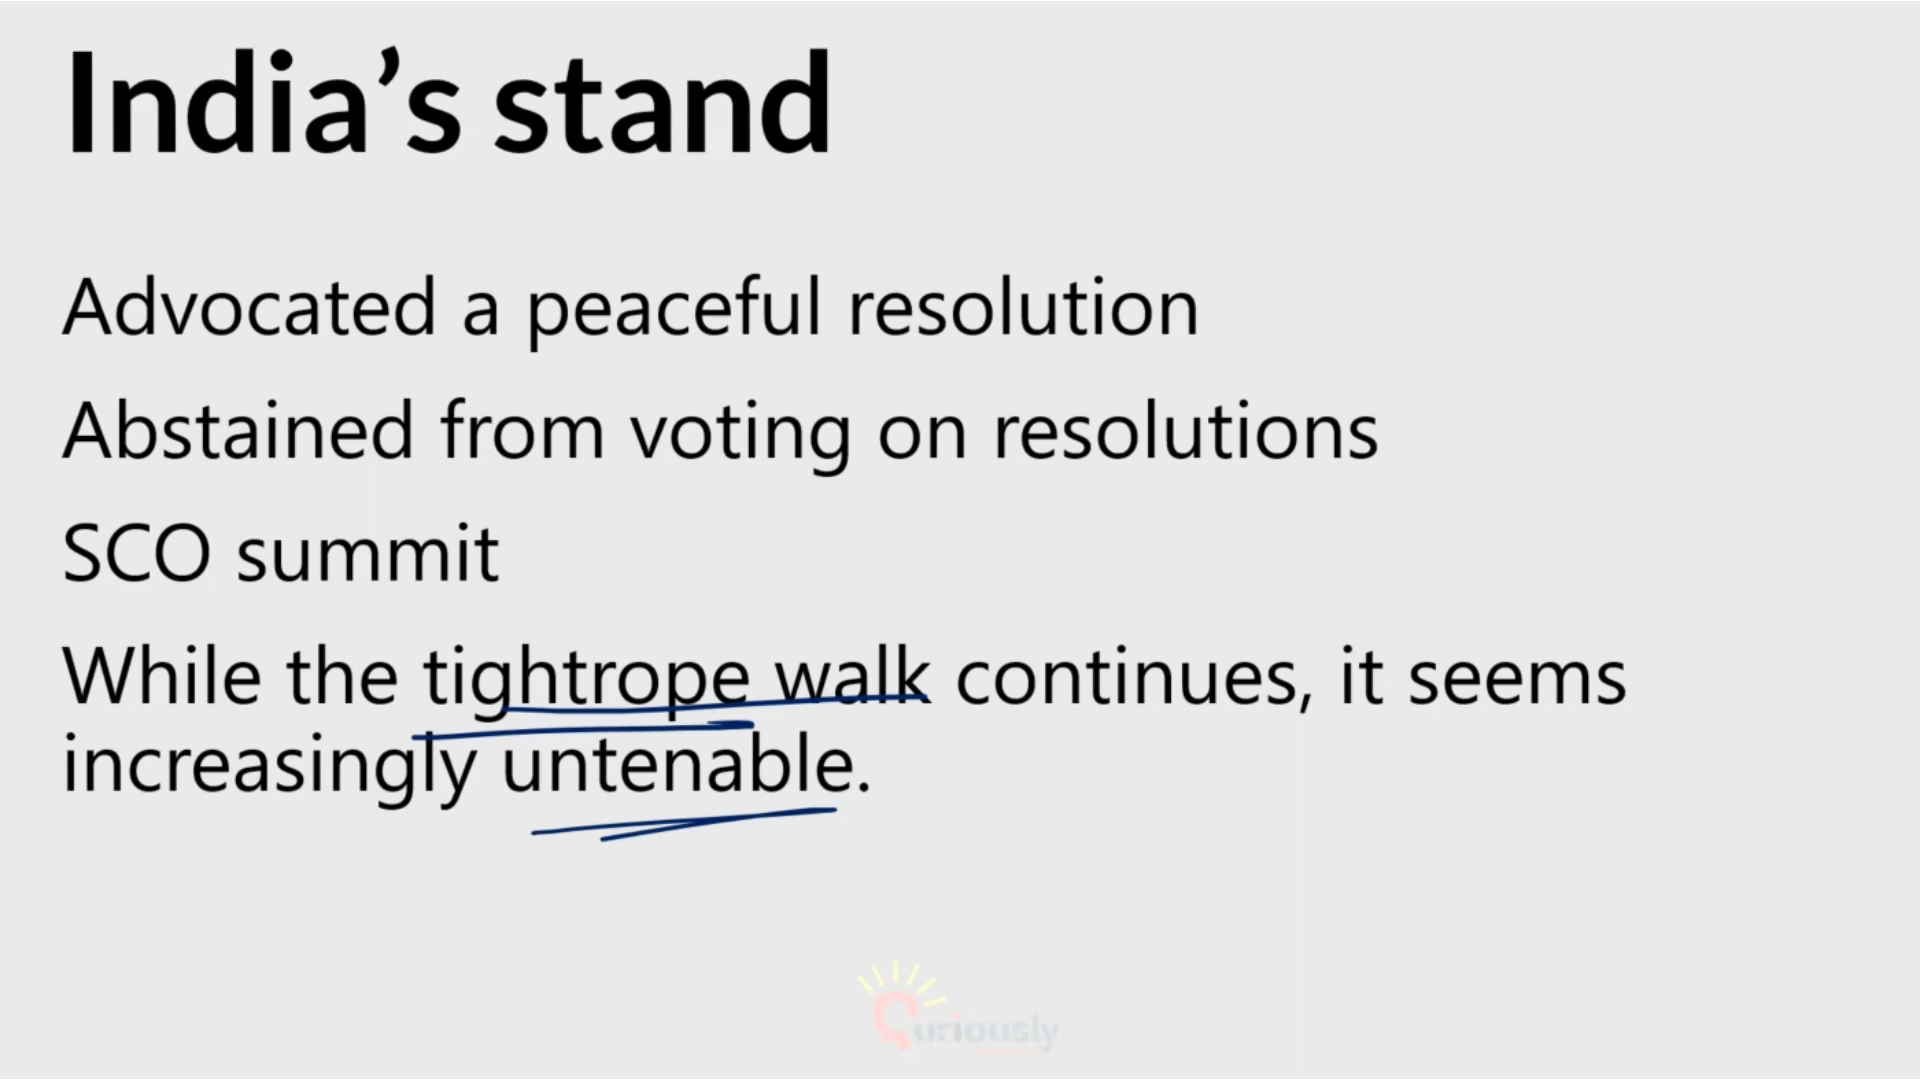 India’s stand
Advocated a peaceful resolution
Abstained from voting on resolutions
SCO summit
While the tightrope walk continues, it seems
increasingly untenable.
Curiously